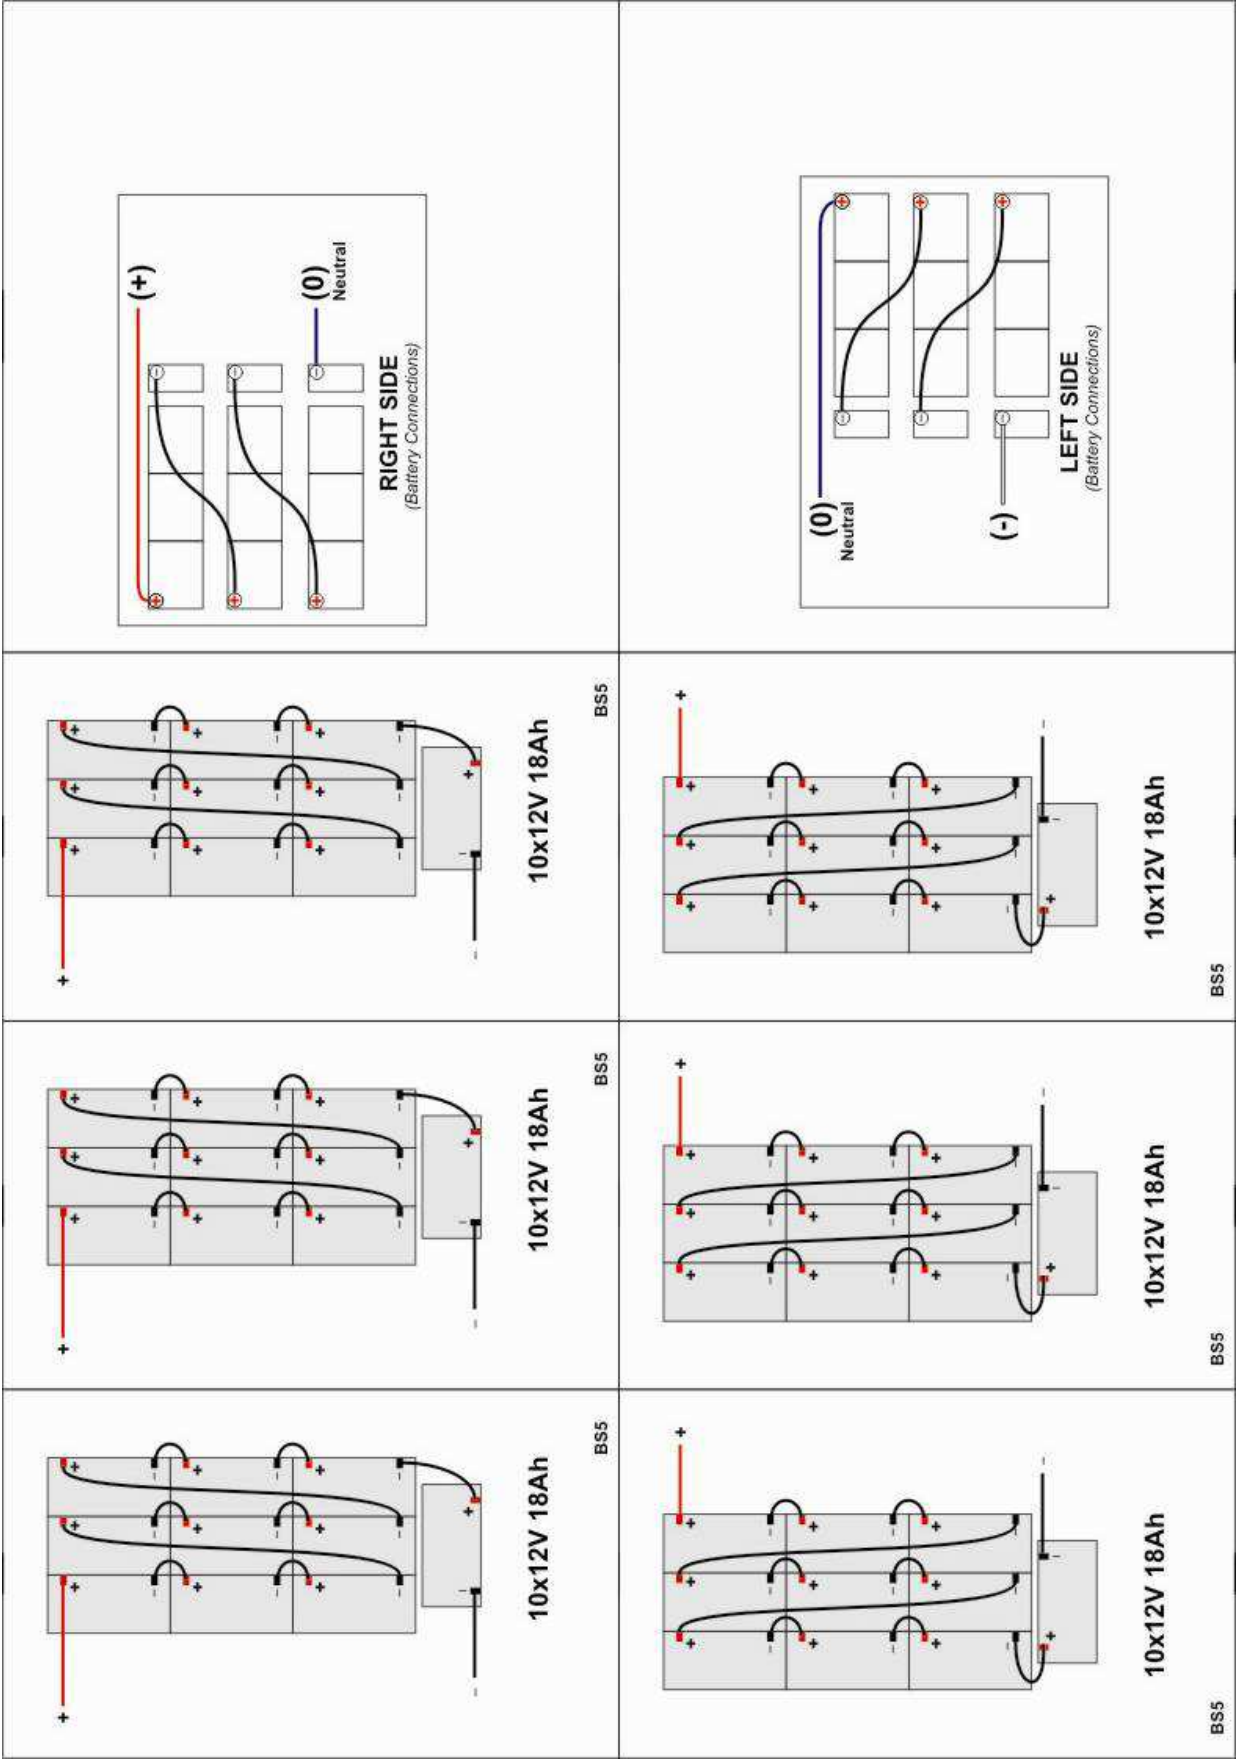 10x12V 18Ah
BS5
10x12V 18Ah
BS5
10x12V 18Ah
BS5
(+)
(0)
Neutral
RIGHT SIDE
(Battery Connections)
10x12V 18Ah
BS5
10x12V 18Ah
BS5
10x12V 18Ah
BS5
(0)
Neutral
(-)
LEFT SIDE
(Battery Connections)